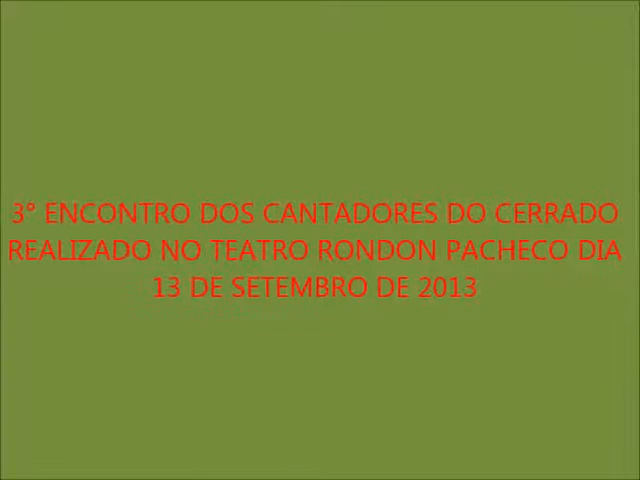 3° ENCONTRO DOS CANTADORES DO CERRADO
REALIZADO NO TEATRO RONDON PACHECO DIA
13 DE SETEMBRO DE 2013